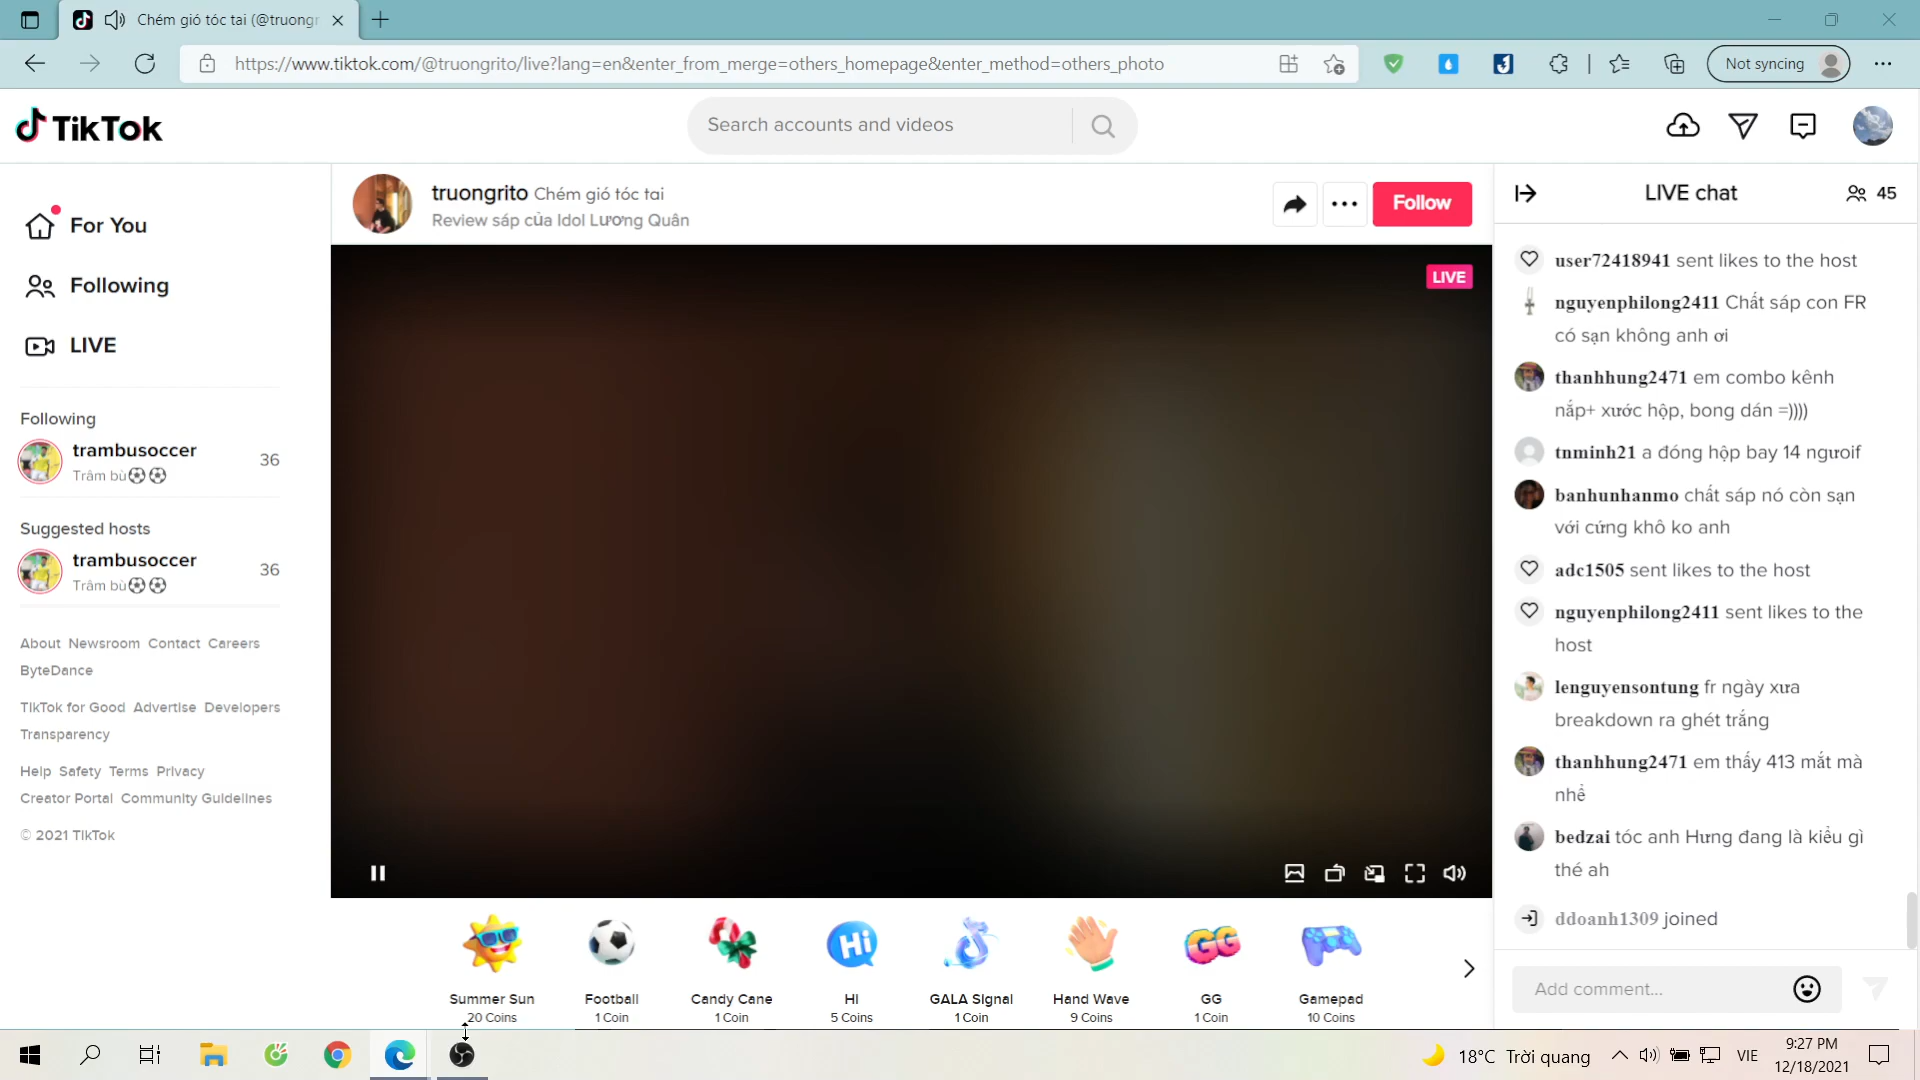 Chém gió tóc tai (@truongr
https://www.tiktok.com/@truongrito/live?lang=en&enter_from_merge=others_homepage&enter_method=others_photo
Not syncing
TikTok
Search accounts and videos
For You
Following
LIVE
Following
trambusoccer
Trâm bù⚽⚽
36
Suggested hosts
trambusoccer
Trâm bù⚽⚽
36
About Newsroom Contact Careers
ByteDance
TikTok for Good Advertise Developers
Transparency
Help Safety Terms Privacy
Creator Portal Community Guidelines
© 2021 TikTok
truongrito Chém gió tóc tai
Review sáp của Idol Lương Quân
Follow
LIVE
Summer Sun
20 Coins
Football
1 Coin
Candy Cane
1 Coin
Hi
Hi
5 Coins
GALA Signal
1 Coin
Hand Wave
9 Coins
GG
GG
1 Coin
Gamepad
10 Coins
LIVE chat
45
user72418941 sent likes to the host
nguyenphilong2411 Chất sáp con FR
có sạn không anh ơi
thanhhung2471 em combo kênh
nắp+ xước hộp, bong dán =))))
tnminh21 a đóng hộp bay 14 ngưoif
banhunhanmo chất sáp nó còn sạn
với cứng khô ko anh
adc1505 sent likes to the host
nguyenphilong2411 sent likes to the
host
lenguyensontung fr ngày xưa
breakdown ra ghét trắng
thanhhung2471 em thấy 413 mắt mà
nhề
bedzai tóc anh Hưng đang là kiểu gì
thế ah
ddoanh1309 joined
Add comment...
18°C Trời quang
VIE
9:27 PM
12/18/2021